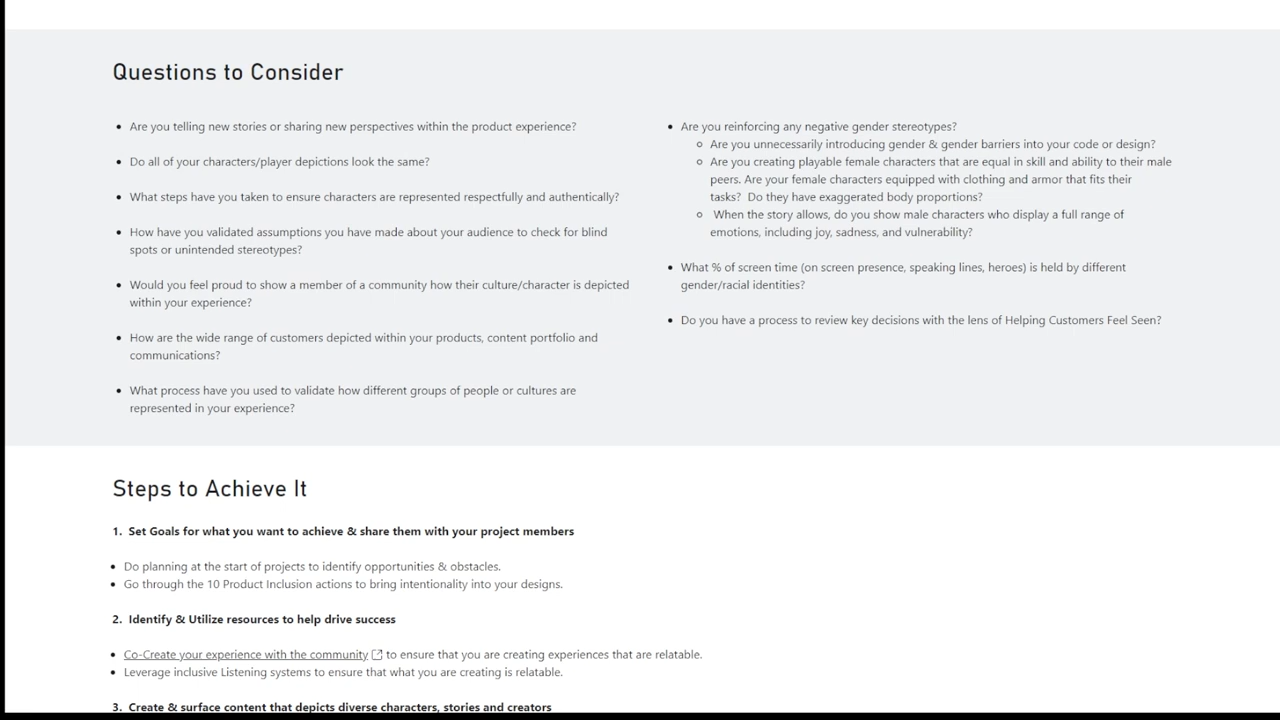 Questions to Consider
Are you telling new stories or sharing new perspectives within the product experience?
Do all of your characters/player depictions look the same?
What steps have you taken to ensure characters are represented respectfully and authentically?
How have you validated assumptions you have made about your audience to check for blind
spots or unintended stereotypes?
Would you feel proud to show a member of a community how their culture/character is depicted
within your experience?
How are the wide range of customers depicted within your products, content portfolio and
communications?
What process have you used to validate how different groups of people or cultures are
represented in your experience?
Are you reinforcing any negative gender stereotypes?
Are you unnecessarily introducing gender & gender barriers into your code or design?
Are you creating playable female characters that are equal in skill and ability to their male
peers. Are your female characters equipped with clothing and armor that fits their
tasks? Do they have exaggerated body proportions?
When the story allows, do you show male characters who display a full range of
emotions, including joy, sadness, and vulnerability?
What % of screen time (on screen presence, speaking lines, heroes) is held by different
gender/racial identities?
Do you have a process to review key decisions with the lens of Helping Customers Feel Seen?
Steps to Achieve It
1. Set Goals for what you want to achieve & share them with your project members
Do planning at the start of projects to identify opportunities & obstacles.
Go through the 10 Product Inclusion actions to bring intentionality into your designs.
2. Identify & Utilize resources to help drive success
Co-Create your experience with the community to ensure that you are creating experiences that are relatable.
Leverage inclusive Listening systems to ensure that what you are creating is relatable.
3. Create & surface content that depicts diverse characters, stories and creators